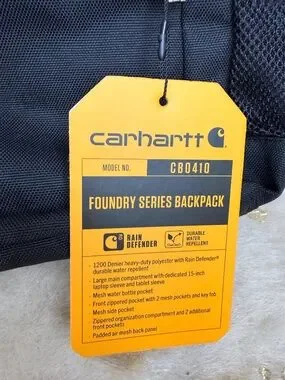 carhartt
MODEL NO. CB0410
FOUNDRY SERIES BACKPACK
RAIN DEFENDER
DURABLE WATER REPELLENT
- 1200 Denier heavy-duty polyester with Rain Defender®
durable water repellent
- Large main compartment with dedicated 15-inch
laptop sleeve and tablet sleeve
- Mesh water bottle pocket
- Front zippered pocket with 2 mesh pockets and key fob
- Mesh side pocket
- Zippered organization compartment and 2 additional
front pockets
- Padded air mesh back panel